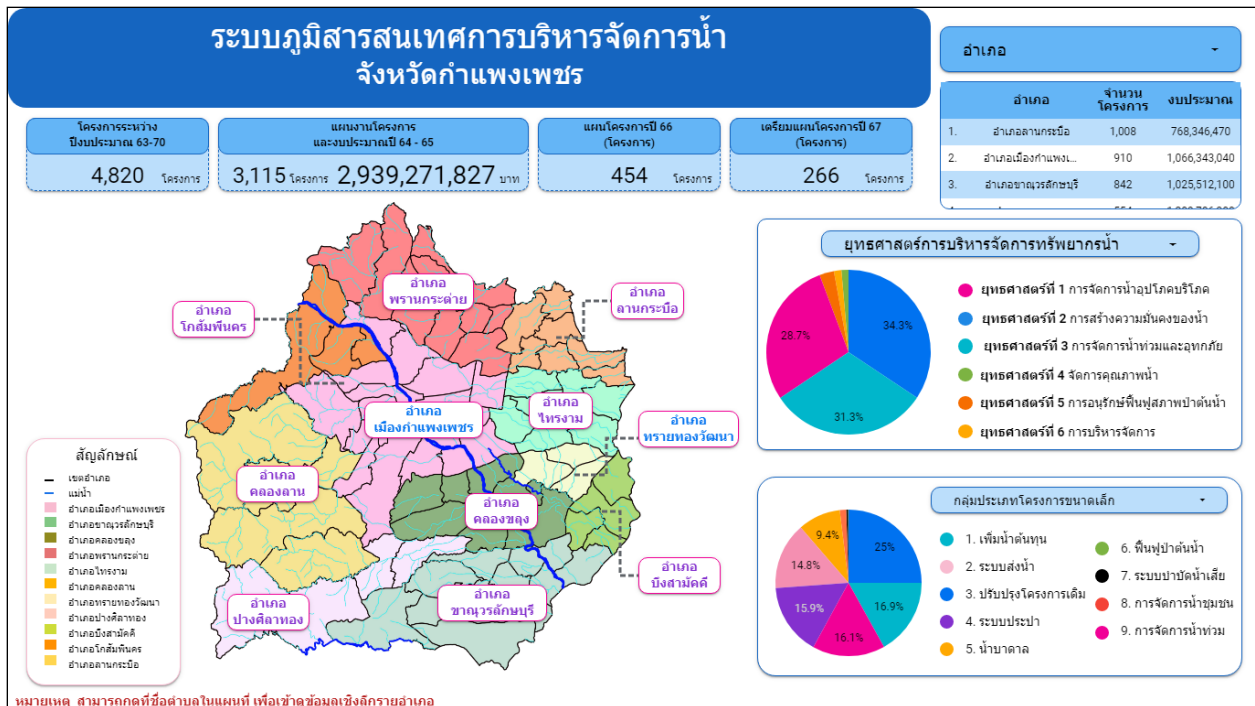 ระบบภูมิสารสนเทศการบริหารจัดการน้ำ
จังหวัดกำแพงเพชร
โครงการระหว่าง
ปีงบประมาณ 63-70
4,820 โครงการ
แผนงานโครงการ
และงบประมาณปี 64 - 65
3,115 โครงการ 2,939,271,827 บาท
แผนโครงการปี 66
(โครงการ)
454 โครงการ
เตรียมแผนโครงการปี 67
(โครงการ)
266 โครงการ
อำเภอ
อำเภอ จำนวนโครงการ งบประมาณ
1. อำเภอลานกระบือ 1,008 768,346,470
2. อำเภอเมืองกำแพงเ... 910 1,066,343,040
3. อำเภอขาณุวรลักษบุรี 842 1,025,512,100
อำเภอ
พรานกระต่าย
อำเภอ
โกสัมพีนคร
อำเภอ
ลานกระบือ
อำเภอ
เมืองกำแพงเพชร
อำเภอ
ไทรงาม
อำเภอ
ทรายทองวัฒนา
อำเภอ
คลองลาน
อำเภอ
คลองขลุง
อำเภอ
บึงสามัคคี
อำเภอ
ปางศิลาทอง
อำเภอ
ขาณุวรลักษบุรี
สัญลักษณ์
เขตอำเภอ
แม่น้ำ
อำเภอเมืองกำแพงเพชร
อำเภอขาณุวรลักษบุรี
อำเภอคลองขลุง
อำเภอพรานกระต่าย
อำเภอไทรงาม
อำเภอคลองลาน
อำเภอทรายทองวัฒนา
อำเภอปางศิลาทอง
อำเภอบึงสามัคคี
อำเภอโกสัมพีนคร
อำเภอลานกระบือ
หมายเหตุ สามารถกดที่ชื่อตำบลในแผนที่ เพื่อเข้าดูข้อมูลเชิงลึกรายอำเภอ
ยุทธศาสตร์การบริหารจัดการทรัพยากรน้ำ
34.3%
31.3%
28.7%
ยุทธศาสตร์ที่ 1 การจัดการน้ำอุปโภคบริโภค
ยุทธศาสตร์ที่ 2 การสร้างความมั่นคงของน้ำ
ยุทธศาสตร์ที่ 3 การจัดการน้ำท่วมและอุทกภัย
ยุทธศาสตร์ที่ 4 จัดการคุณภาพน้ำ
ยุทธศาสตร์ที่ 5 การอนุรักษ์ฟื้นฟูสภาพป่าต้นน้ำ
ยุทธศาสตร์ที่ 6 การบริหารจัดการ
กลุ่มประเภทโครงการขนาดเล็ก
25%
16.9%
16.1%
15.9%
14.8%
9.4%
1. เพิ่มน้ำต้นทุน
2. ระบบส่งน้ำ
3. ปรับปรุงโครงการเดิม
4. ระบบประปา
5. น้ำบาดาล
6. ฟื้นฟูป่าต้นน้ำ
7. ระบบบำบัดน้ำเสีย
8. การจัดการน้ำชุมชน
9. การจัดการน้ำท่วม